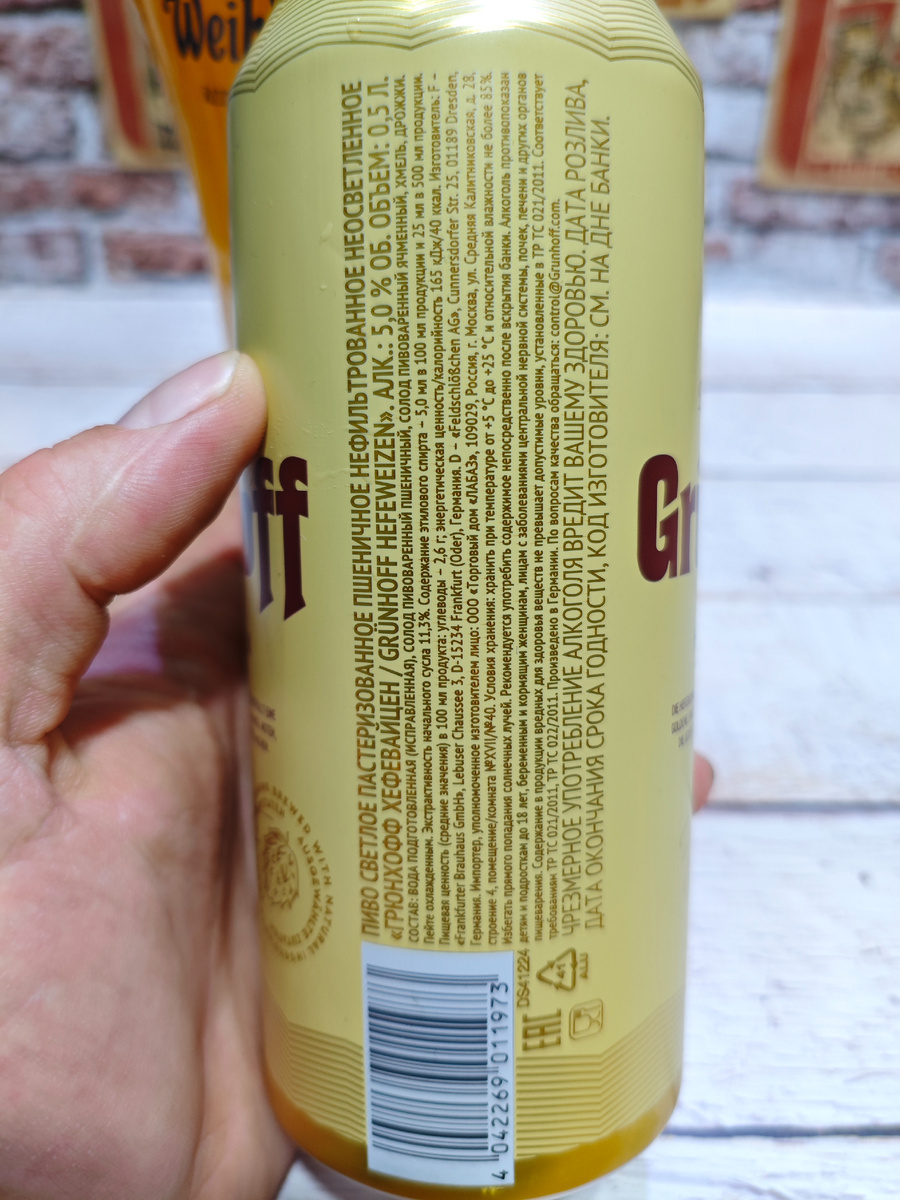 Weih
off
Gr
ПИВО СВЕТЛОЕ ПАСТЕРИЗОВАННОЕ ПШЕНИЧНОЕ НЕФИЛЬТРОВАННОЕ НЕОСВЕТЛЕННОЕ
«ГРЮНХОФФ ХЕФЕВАЙЦЕН / GRÜNHOFF HEFEWEIZEN». АЛК.: 5,0 % ОБ. ОБЪЕМ: 0,5 Л.
СОСТАВ: ВОДА ПОДГОТОВЛЕННАЯ (ИСПРАВЛЕННАЯ), СОЛОД ПИВОВАРЕННЫЙ ПШЕНИЧНЫЙ, СОЛОД ПИВОВАРЕННЫЙ ЯЧМЕННЫЙ, ХМЕЛЬ, ДРОЖЖИ.
Пейте охлажденным. Экстрактивность начального сусла 11,3%. Содержание этилового спирта – 5,0 мл в 100 мл продукции и 25 мл в 500 мл продукции.
Пищевая ценность (средние значения) в 100 мл продукта: углеводы – 2,6 г; энергетическая ценность/калорийность 165 кДж/40 ккал. Изготовитель: F –
«Frankfurter Brauhaus GmbH», Lebuser Chaussee 3, D-15234 Frankfurt (Oder), Германия. D – «Feldschlößchen AG», Cunnersdorfer Str. 25, 01189 Dresden,
Германия. Импортер, уполномоченное изготовителем лицо: ООО «Торговый дом «ЛАБАЗ», 109029, Россия, г. Москва, ул. Средняя Калитниковская, д. 28,
строение 4, помещение/комната №XVII/№40. Условия хранения: хранить при температуре от +5 °C до +25 °C и относительной влажности не более 85%.
Избегать прямого попадания солнечных лучей. Рекомендуется употребить содержимое непосредственно после вскрытия банки. Алкоголь противопоказан
детям и подросткам до 18 лет, беременным и кормящим женщинам, лицам с заболеваниями центральной нервной системы, почек, печени и других органов
пищеварения. Содержание в продукции вредных для здоровья веществ не превышает допустимые уровни, установленные в ТР ТС 021/2011. Соответствует
требованиям ТР ТС 021/2011, ТР ТС 022/2011. Произведено в Германии. По вопросам качества обращаться: control@Grunhoff.com.
ЧРЕЗМЕРНОЕ УПОТРЕБЛЕНИЕ АЛКОГОЛЯ ВРЕДИТ ВАШЕМУ ЗДОРОВЬЮ. ДАТА РОЗЛИВА,
ДАТА ОКОНЧАНИЯ СРОКА ГОДНОСТИ, КОД ИЗГОТОВИТЕЛЯ: СМ. НА ДНЕ БАНКИ.
4 042269 011973
DS41224
EAC
41
ALU